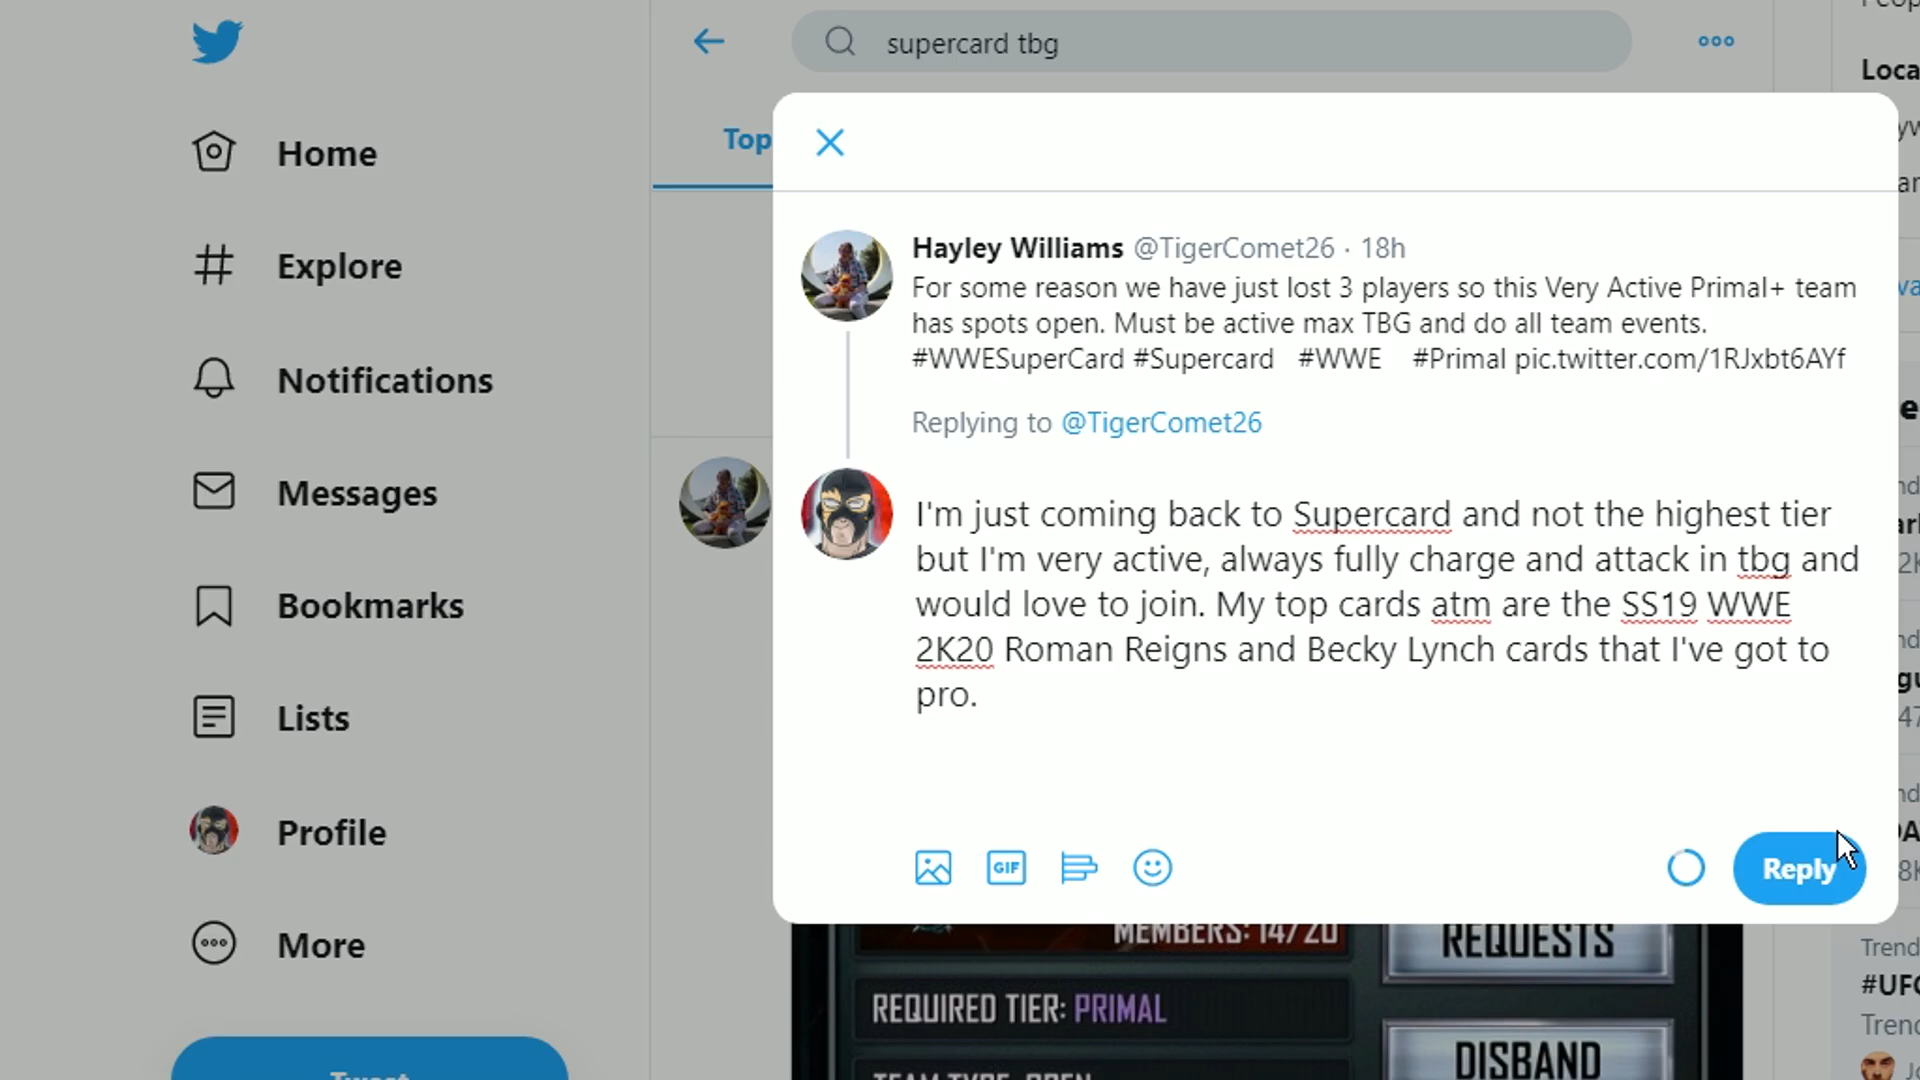 supercard tbg
Home
Explore
Notifications
Messages
Bookmarks
Lists
Profile
More
Tweet
Top
Hayley Williams @TigerComet26 · 18h
For some reason we have just lost 3 players so this Very Active Primal+ team
has spots open. Must be active max TBG and do all team events.
#WWESuperCard #Supercard #WWE #Primal pic.twitter.com/1RJxbt6AYf
Replying to @TigerComet26
I'm just coming back to Supercard and not the highest tier
but I'm very active, always fully charge and attack in tbg and
would love to join. My top cards atm are the SS19 WWE
2K20 Roman Reigns and Becky Lynch cards that I've got to
pro.
GIF
Reply
MEMBERS: 14/20
REQUESTS
REQUIRED TIER: PRIMAL
DISBAND
TEAM TYPE: OPEN
Loca
Trend
#UFC
Trend